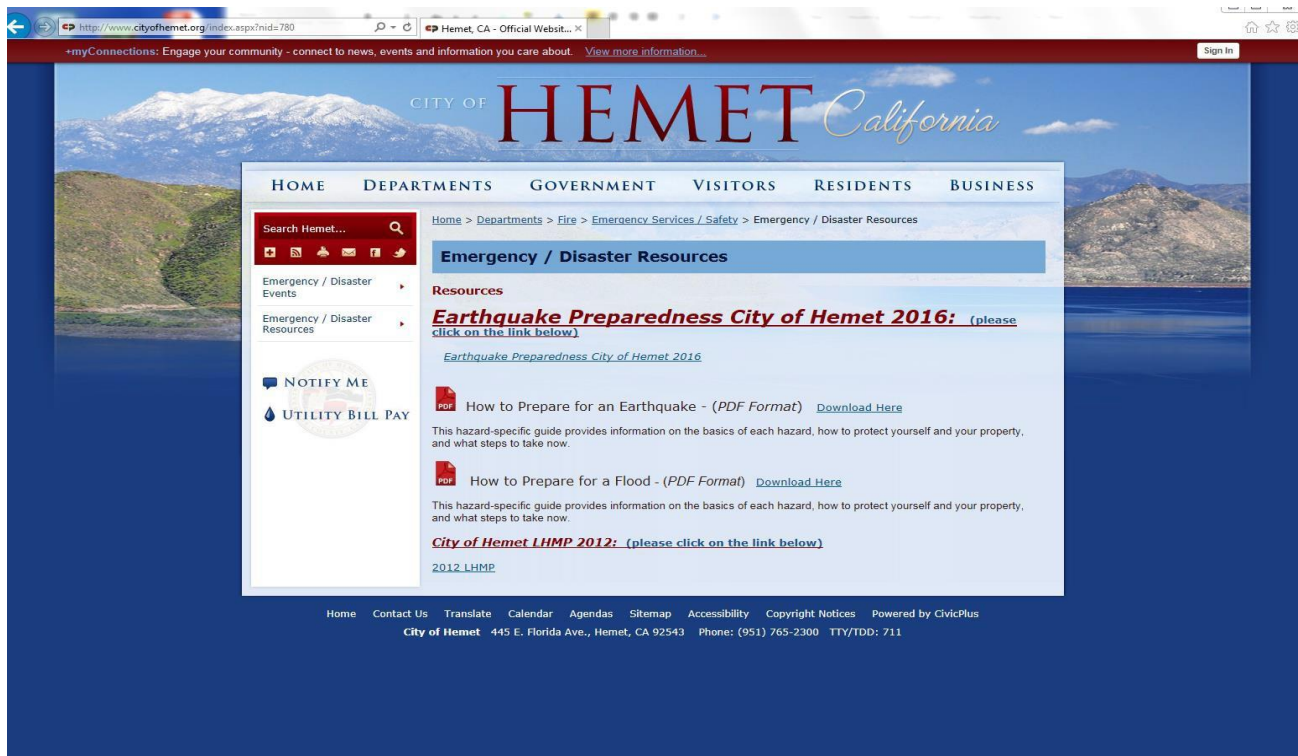 http://www.cityofhemet.org/index.aspx?nid=780
Hemet, CA - Official Websit...
+myConnections: Engage your community - connect to news, events and information you care about. View more information...
Sign In
CITY OF HEMET California
HOME DEPARTMENTS GOVERNMENT VISITORS RESIDENTS BUSINESS
Search Hemet...
Emergency / Disaster
Events
Emergency / Disaster
Resources
NOTIFY ME
UTILITY BILL PAY
Home > Departments > Fire > Emergency Services / Safety > Emergency / Disaster Resources
Emergency / Disaster Resources
Resources
Earthquake Preparedness City of Hemet 2016: (please
click on the link below)
Earthquake Preparedness City of Hemet 2016
PDF How to Prepare for an Earthquake - (PDF Format) Download Here
This hazard-specific guide provides information on the basics of each hazard, how to protect yourself and your property,
and what steps to take now.
PDF How to Prepare for a Flood - (PDF Format) Download Here
This hazard-specific guide provides information on the basics of each hazard, how to protect yourself and your property,
and what steps to take now.
City of Hemet LHMP 2012: (please click on the link below)
2012 LHMP
Home Contact Us Translate Calendar Agendas Sitemap Accessibility Copyright Notices Powered by CivicPlus
City of Hemet 445 E. Florida Ave., Hemet, CA 92543 Phone: (951) 765-2300 TTY/TDD: 711